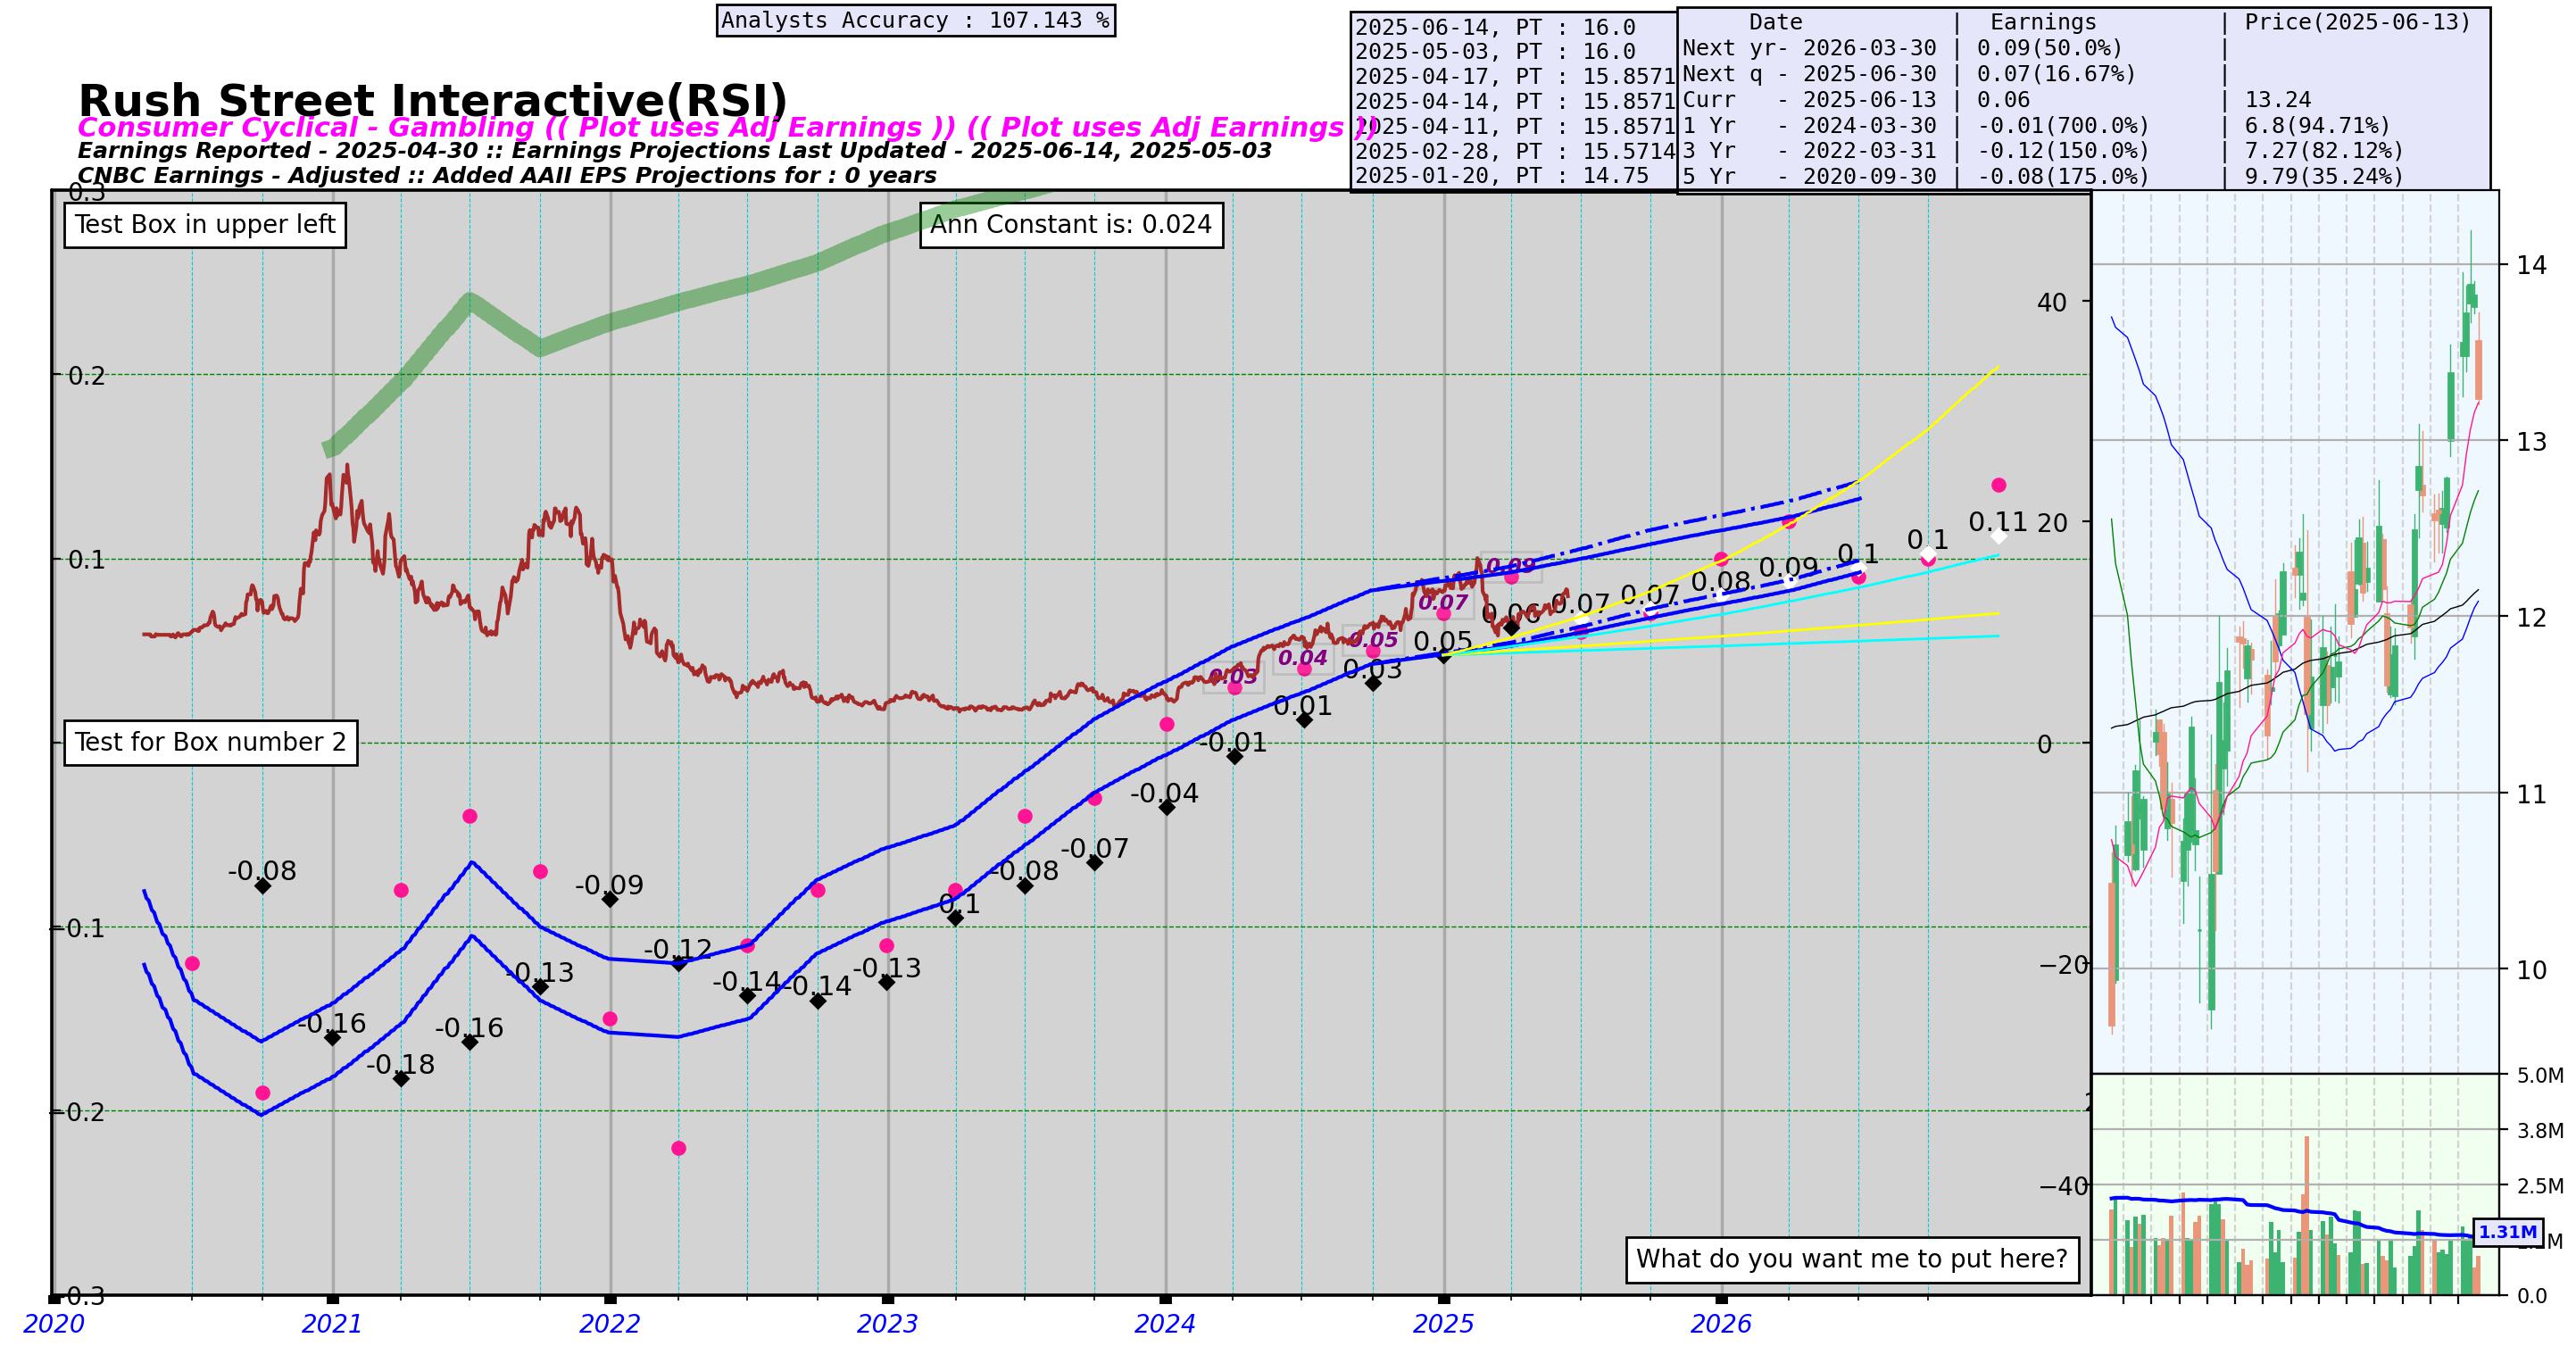 Analysts Accuracy : 107.143 %
2025-06-14, PT : 16.0
2025-05-03, PT : 16.0
2025-04-17, PT : 15.8571
2025-04-14, PT : 15.8571
2025-04-11, PT : 15.8571
2025-02-28, PT : 15.5714
2025-01-20, PT : 14.75
Date | Earnings | Price(2025-06-13)
Next yr- 2026-03-30 | 0.09(50.0%) |
Next q - 2025-06-30 | 0.07(16.67%) |
Curr - 2025-06-13 | 0.06 | 13.24
1 Yr - 2024-03-30 | -0.01(700.0%) | 6.8(94.71%)
3 Yr - 2022-03-31 | -0.12(150.0%) | 7.27(82.12%)
5 Yr - 2020-09-30 | -0.08(175.0%) | 9.79(35.24%)
Rush Street Interactive(RSI)
Consumer Cyclical - Gambling (( Plot uses Adj Earnings )) (( Plot uses Adj Earnings ))
Earnings Reported - 2025-04-30 :: Earnings Projections Last Updated - 2025-06-14, 2025-05-03
CNBC Earnings - Adjusted :: Added AAII EPS Projections for : 0 years
0.3
Test Box in upper left
Ann Constant is: 0.024
0.2
0.1
Test for Box number 2
-0.1
-0.2
-0.3
-0.08
-0.16
-0.18
-0.16
-0.13
-0.09
-0.12
-0.14
-0.14
-0.13
0.1
-0.08
-0.07
-0.04
-0.01
0.01
0.03
0.05
0.06
0.07
0.07
0.08
0.09
0.1
0.1
0.11
0.03
0.04
0.05
0.07
0.09
40
20
0
−20
−40
What do you want me to put here?
14
13
12
11
10
5.0M
3.8M
2.5M
1.31M
0.0
2020
2021
2022
2023
2024
2025
2026